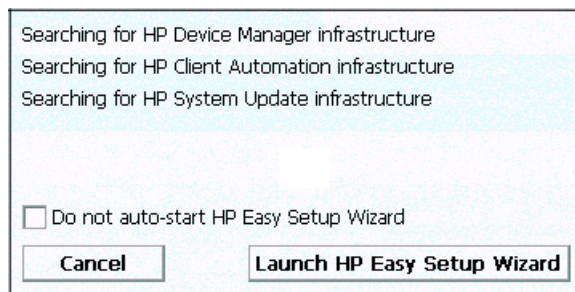 Searching for HP Device Manager infrastructure
Searching for HP Client Automation infrastructure
Searching for HP System Update infrastructure
Do not auto-start HP Easy Setup Wizard
Cancel
Launch HP Easy Setup Wizard